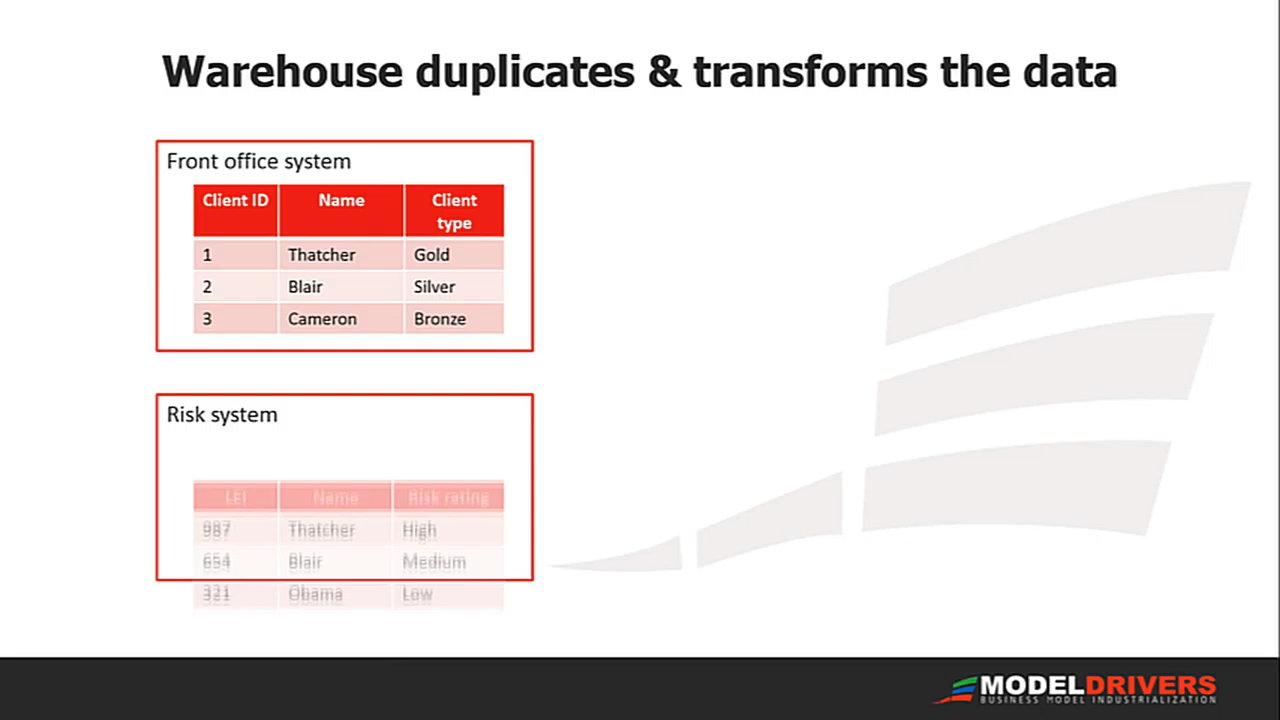 Warehouse duplicates & transforms the data
Front office system
Client ID Name Client
type
1 Thatcher Gold
2 Blair Silver
3 Cameron Bronze
Risk system
LEI Name Risk rating
987 Thatcher High
654 Blair Medium
321 Obama Low
MODELDRIVERS
BUSINESS MODEL INDUSTRIALIZATION